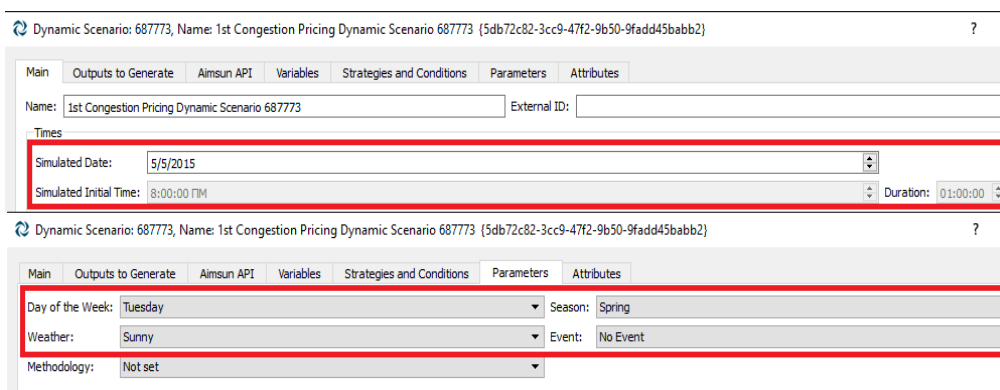 Dynamic Scenario: 687773, Name: 1st Congestion Pricing Dynamic Scenario 687773 {5db72c82-3cc9-47f2-9b50-9fadd45babb2} ?
Main Outputs to Generate Aimsun API Variables Strategies and Conditions Parameters Attributes
Name: 1st Congestion Pricing Dynamic Scenario 687773 External ID:
Times
Simulated Date: 5/5/2015
Simulated Initial Time: 8:00:00 ΠΜ Duration: 01:00:00
Dynamic Scenario: 687773, Name: 1st Congestion Pricing Dynamic Scenario 687773 {5db72c82-3cc9-47f2-9b50-9fadd45babb2} ?
Main Outputs to Generate Aimsun API Variables Strategies and Conditions Parameters Attributes
Day of the Week: Tuesday Season: Spring
Weather: Sunny Event: No Event
Methodology: Not set